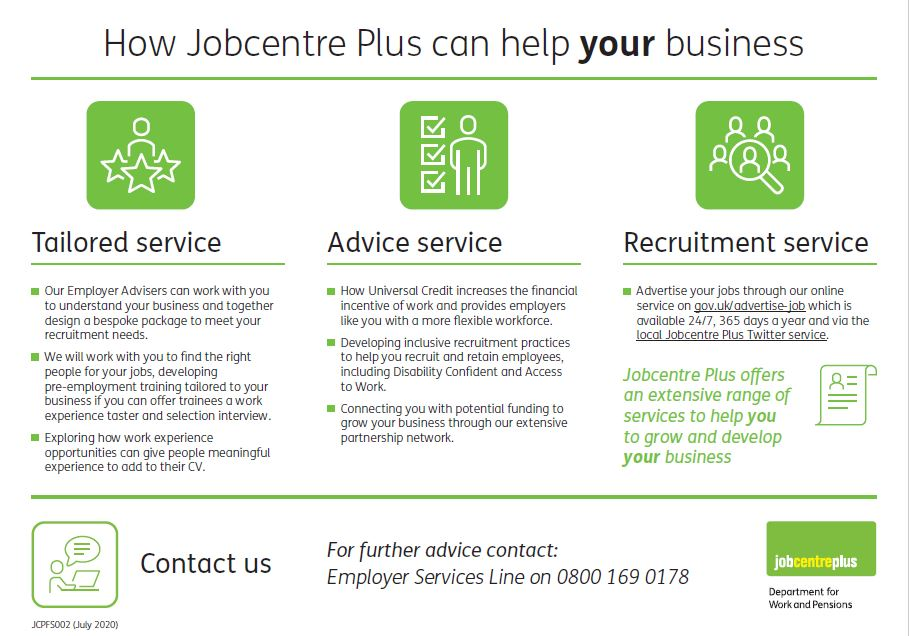 How Jobcentre Plus can help your business
Tailored service
Our Employer Advisers can work with you
to understand your business and together
design a bespoke package to meet your
recruitment needs.
We will work with you to find the right
people for your jobs, developing
pre-employment training tailored to your
business if you can offer trainees a work
experience taster and selection interview.
Exploring how work experience
opportunities can give people meaningful
experience to add to their CV.
Advice service
How Universal Credit increases the financial
incentive of work and provides employers
like you with a more flexible workforce.
Developing inclusive recruitment practices
to help you recruit and retain employees,
including Disability Confident and Access
to Work.
Connecting you with potential funding to
grow your business through our extensive
partnership network.
Recruitment service
Advertise your jobs through our online
service on gov.uk/advertise-job which is
available 24/7, 365 days a year and via the
local Jobcentre Plus Twitter service.
Jobcentre Plus offers
an extensive range of
services to help you
to grow and develop
your business
Contact us
For further advice contact:
Employer Services Line on 0800 169 0178
jobcentreplus
Department for
Work and Pensions
JCPFS002 (July 2020)